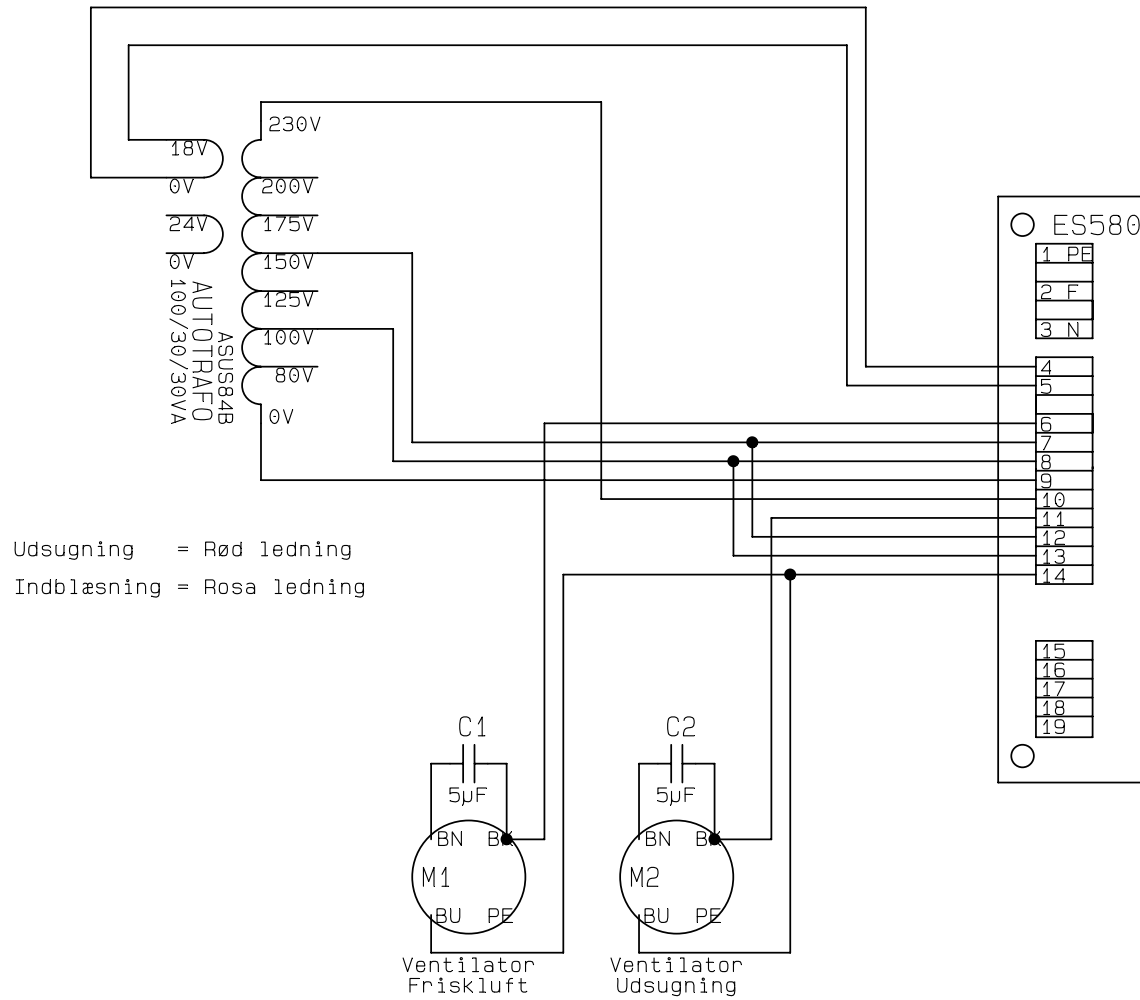 230V
18V
0V
200V
24V
175V
0V
150V
125V
100V
80V
0V
AUTOTRAFO
100/30/30VA
ASUS84B
ES580
1 PE
2 F
3 N
4
5
6
7
8
9
10
11
12
13
14
15
16
17
18
19
Udsugning = Rød ledning
Indblæsning = Rosa ledning
C1
C2
5µF
5µF
BN BK
BN BK
M1
M2
BU PE
BU PE
Ventilator
Friskluft
Ventilator
Udsugning